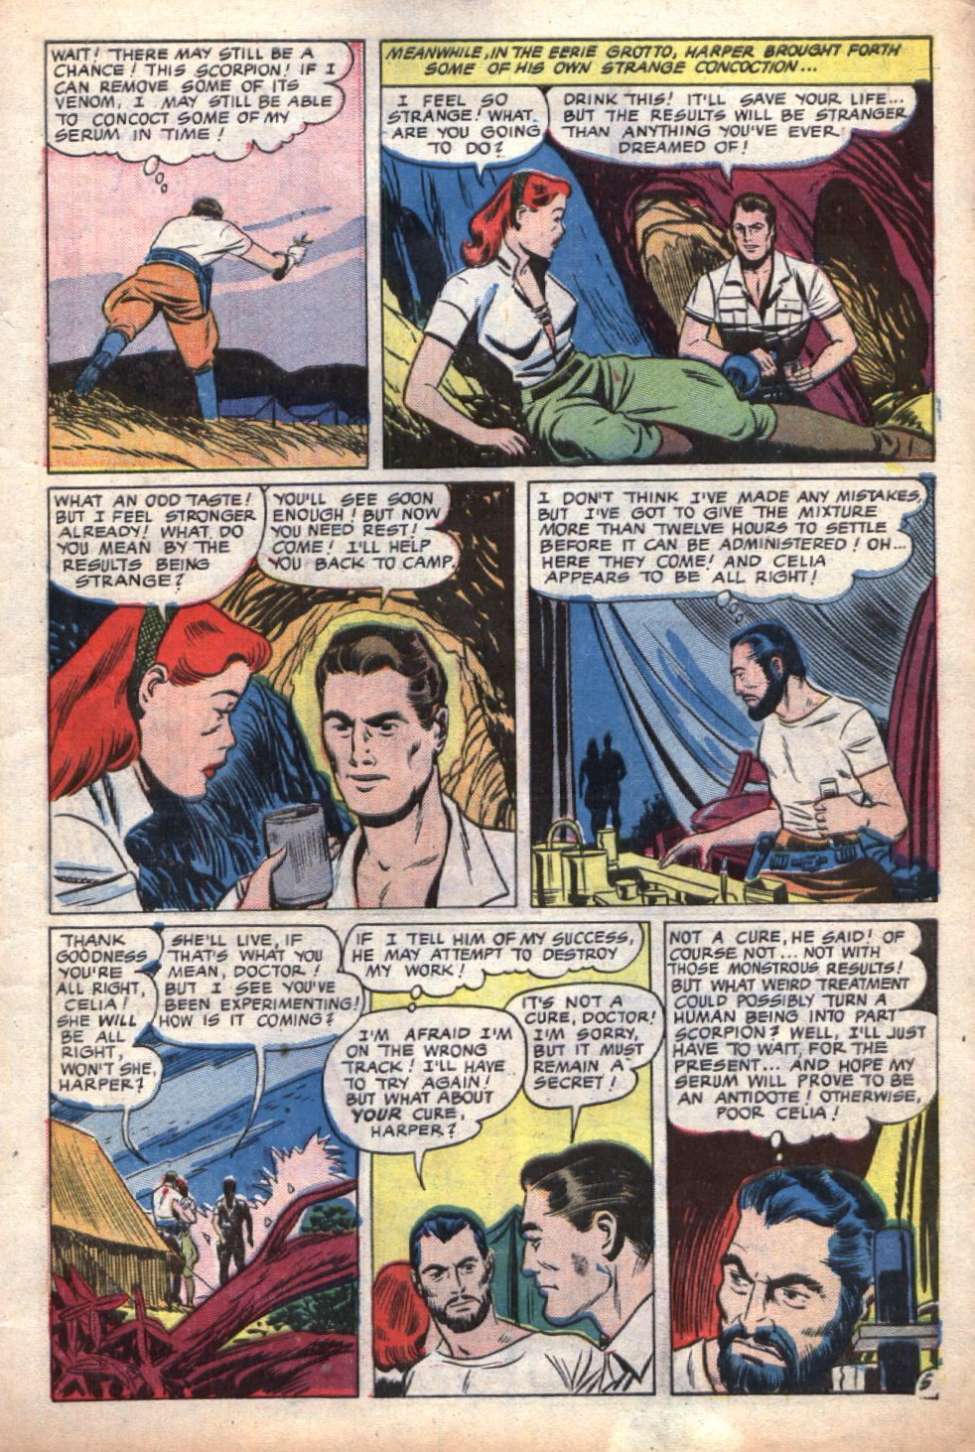 WAIT! THERE MAY STILL BE A
CHANCE! THIS SCORPION! IF I
CAN REMOVE SOME OF ITS
VENOM, I MAY STILL BE ABLE
TO CONCOCT SOME OF MY
SERUM IN TIME!
MEANWHILE, IN THE EERIE GROTTO, HARPER BROUGHT FORTH
SOME OF HIS OWN STRANGE CONCOCTION...
I FEEL SO
STRANGE! WHAT
ARE YOU GOING
TO DO?
DRINK THIS! IT'LL SAVE YOUR LIFE...
BUT THE RESULTS WILL BE STRANGER
THAN ANYTHING YOU'VE EVER
DREAMED OF!
WHAT AN ODD TASTE!
BUT I FEEL STRONGER
ALREADY! WHAT DO
YOU MEAN BY THE
RESULTS BEING
STRANGE?
YOU'LL SEE SOON
ENOUGH! BUT NOW
YOU NEED REST!
COME! I'LL HELP
YOU BACK TO CAMP.
I DON'T THINK I'VE MADE ANY MISTAKES,
BUT I'VE GOT TO GIVE THE MIXTURE
MORE THAN TWELVE HOURS TO SETTLE
BEFORE IT CAN BE ADMINISTERED! OH...
HERE THEY COME! AND CELIA
APPEARS TO BE ALL RIGHT!
THANK
GOODNESS
YOU'RE
ALL RIGHT,
CELIA!
SHE WILL
BE ALL
RIGHT,
WON'T SHE,
HARPER?
SHE'LL LIVE, IF
THAT'S WHAT YOU
MEAN, DOCTOR!
BUT I SEE YOU'VE
BEEN EXPERIMENTING!
HOW IS IT COMING?
IF I TELL HIM OF MY SUCCESS,
HE MAY ATTEMPT TO DESTROY
MY WORK!
I'M AFRAID I'M
ON THE WRONG
TRACK! I'LL HAVE
TO TRY AGAIN!
BUT WHAT ABOUT
YOUR CURE,
HARPER?
IT'S NOT A
CURE, DOCTOR!
I'M SORRY,
BUT IT MUST
REMAIN A
SECRET!
NOT A CURE, HE SAID! OF
COURSE NOT... NOT WITH
THOSE MONSTROUS RESULTS!
BUT WHAT WEIRD TREATMENT
COULD POSSIBLY TURN A
HUMAN BEING INTO PART
SCORPION? WELL, I'LL JUST
HAVE TO WAIT, FOR THE
PRESENT... AND HOPE MY
SERUM WILL PROVE TO BE
AN ANTIDOTE! OTHERWISE,
POOR CELIA!